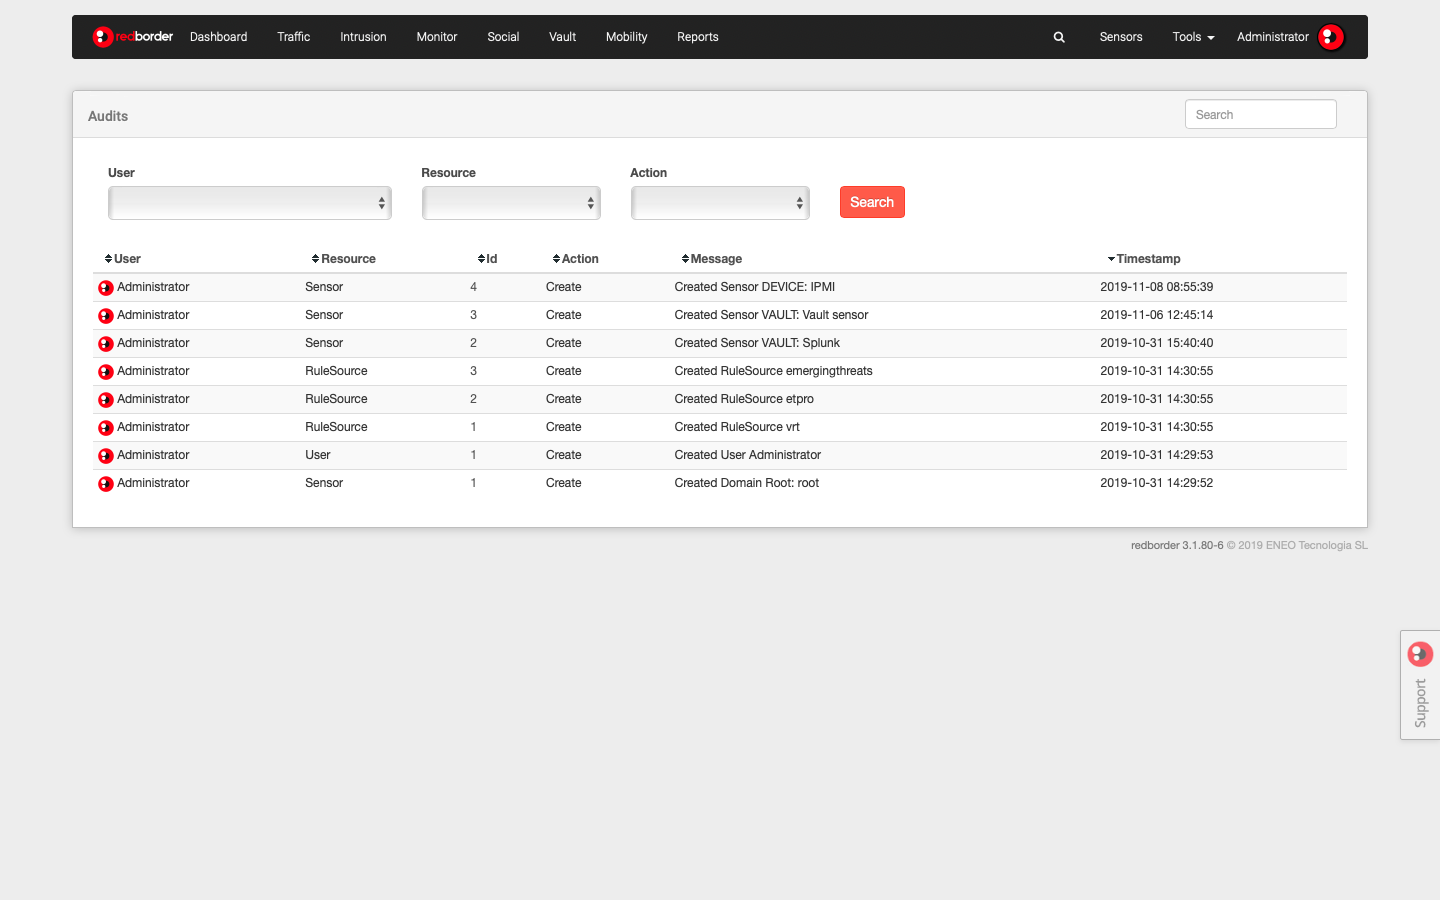 redborder Dashboard Traffic Intrusion Monitor Social Vault Mobility Reports Sensors Tools Administrator
Audits Search
User Resource Action
Search
User Resource Id Action Message Timestamp
Administrator Sensor 4 Create Created Sensor DEVICE: IPMI 2019-11-08 08:55:39
Administrator Sensor 3 Create Created Sensor VAULT: Vault sensor 2019-11-06 12:45:14
Administrator Sensor 2 Create Created Sensor VAULT: Splunk 2019-10-31 15:40:40
Administrator RuleSource 3 Create Created RuleSource emergingthreats 2019-10-31 14:30:55
Administrator RuleSource 2 Create Created RuleSource etpro 2019-10-31 14:30:55
Administrator RuleSource 1 Create Created RuleSource vrt 2019-10-31 14:30:55
Administrator User 1 Create Created User Administrator 2019-10-31 14:29:53
Administrator Sensor 1 Create Created Domain Root: root 2019-10-31 14:29:52
redborder 3.1.80-6 © 2019 ENEO Tecnologia SL
Support